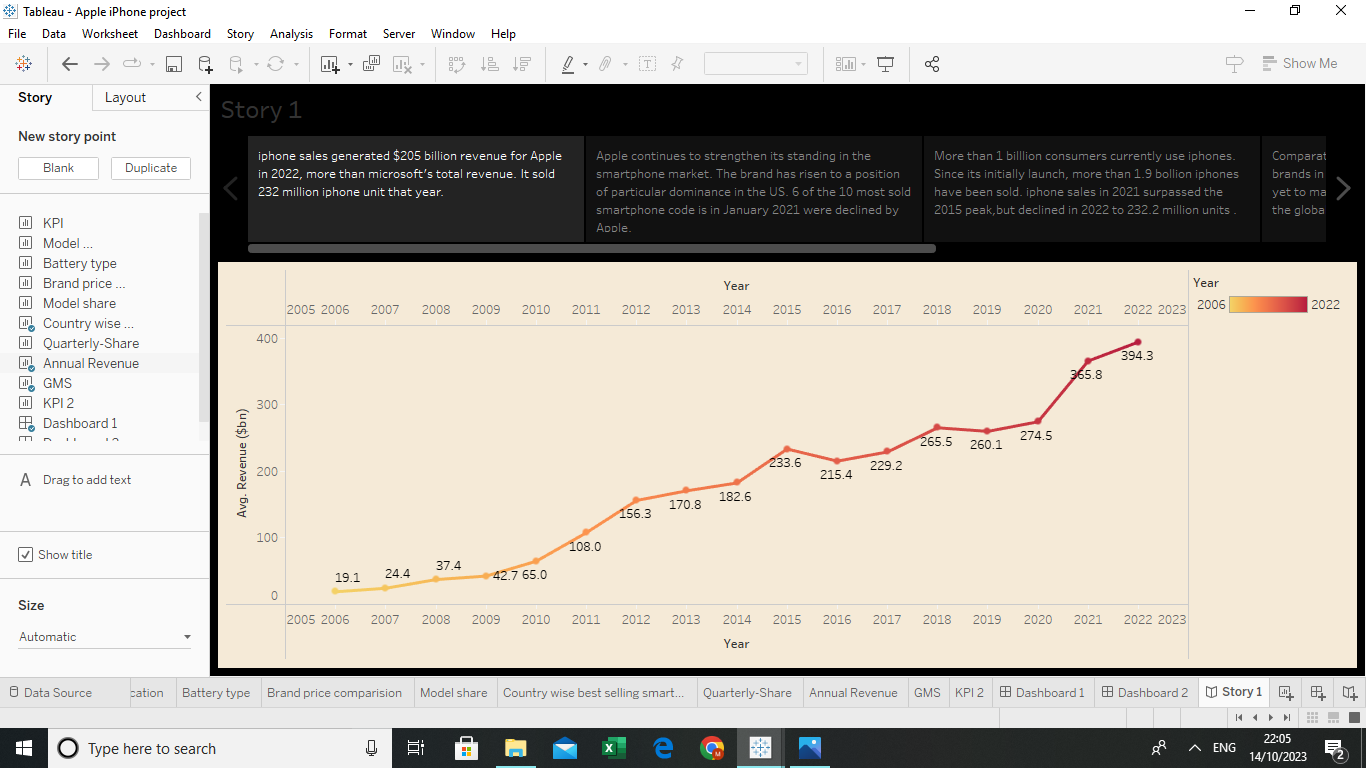 Tableau - Apple iPhone project
File Data Worksheet Dashboard Story Analysis Format Server Window Help
Show Me
Story Layout
New story point
Blank Duplicate
KPI
Model ...
Battery type
Brand price ...
Model share
Country wise ...
Quarterly-Share
Annual Revenue
GMS
KPI 2
Dashboard 1
Drag to add text
Show title
Size
Automatic
Story 1
iphone sales generated $205 billion revenue for Apple
in 2022, more than microsoft's total revenue. It sold
232 million iphone unit that year.
Apple continues to strengthen its standing in the
smartphone market. The brand has risen to a position
of particular dominance in the US. 6 of the 10 most sold
smartphone code is in January 2021 were declined by
Apple.
More than 1 billlion consumers currently use iphones.
Since its initially launch, more than 1.9 bollion iphones
have been sold. iphone sales in 2021 surpassed the
2015 peak,but declined in 2022 to 232.2 million units .
Comparat
brands in
yet to ma
the globa
Year
2005 2006 2007 2008 2009 2010 2011 2012 2013 2014 2015 2016 2017 2018 2019 2020 2021 2022 2023
400
300
200
100
0
Avg. Revenue ($bn)
19.1 24.4 37.4 42.7 65.0 108.0 156.3 170.8 182.6 233.6 215.4 229.2 265.5 260.1 274.5 365.8 394.3
2005 2006 2007 2008 2009 2010 2011 2012 2013 2014 2015 2016 2017 2018 2019 2020 2021 2022 2023
Year
Year
2006 2022
Data Source cation Battery type Brand price comparision Model share Country wise best selling smart... Quarterly-Share Annual Revenue GMS KPI 2 Dashboard 1 Dashboard 2 Story 1
Type here to search
ENG
22:05
14/10/2023
2